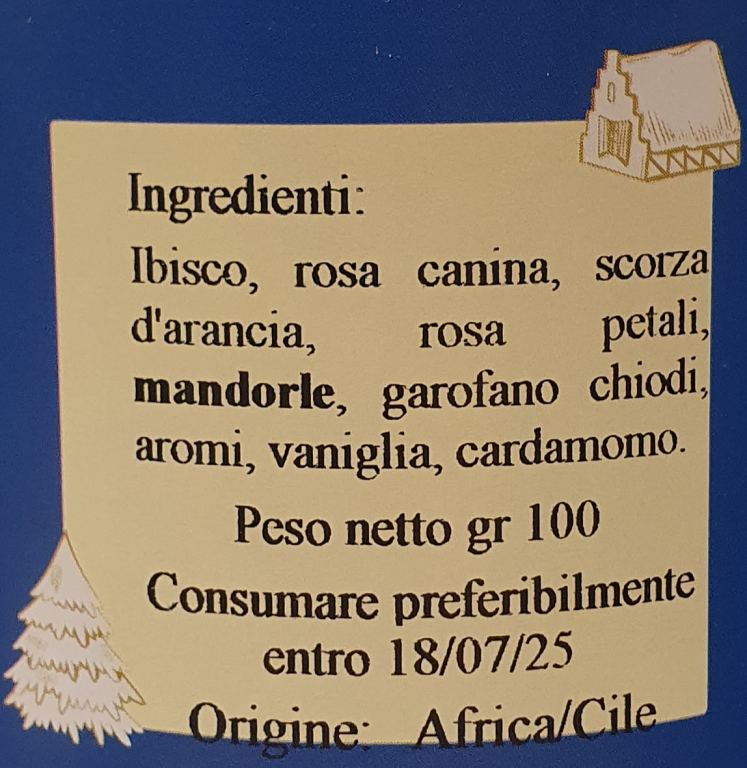 Ingredienti:
Ibisco, rosa canina, scorza
d'arancia, rosa petali,
mandorle, garofano chiodi,
aromi, vaniglia, cardamomo.
Peso netto gr 100
Consumare preferibilmente
entro 18/07/25
Origine: Africa/Cile